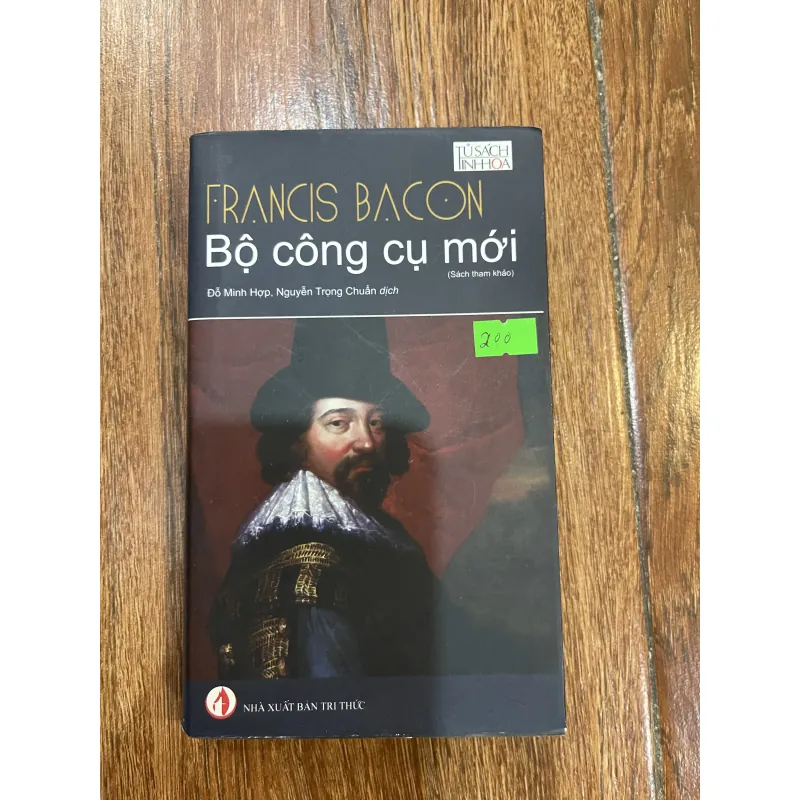 TỦ SÁCH
TINH HOA
FRANCIS BACON
Bộ công cụ mới
(Sách tham khảo)
Đỗ Minh Hợp, Nguyễn Trọng Chuẩn dịch
200
NHÀ XUẤT BẢN TRI THỨC